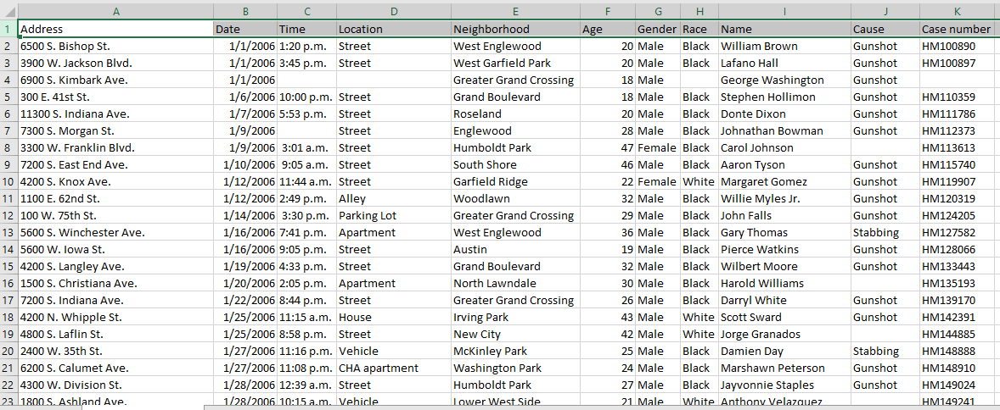 A B C D E F G H I J K
1 Address Date Time Location Neighborhood Age Gender Race Name Cause Case number
2 6500 S. Bishop St. 1/1/2006 1:20 p.m. Street West Englewood 20 Male Black William Brown Gunshot HM100890
3 3900 W. Jackson Blvd. 1/1/2006 3:45 p.m. Street West Garfield Park 20 Male Black Lafano Hall Gunshot HM100897
4 6900 S. Kimbark Ave. 1/1/2006 Greater Grand Crossing 18 Male George Washington Gunshot
5 300 E. 41st St. 1/6/2006 10:00 p.m. Street Grand Boulevard 18 Male Black Stephen Hollimon Gunshot HM110359
6 11300 S. Indiana Ave. 1/7/2006 5:53 p.m. Street Roseland 20 Male Black Donte Dixon Gunshot HM111786
7 7300 S. Morgan St. 1/9/2006 Street Englewood 28 Male Black Johnathan Bowman Gunshot HM112373
8 3300 W. Franklin Blvd. 1/9/2006 3:01 a.m. Street Humboldt Park 47 Female Black Carol Johnson HM113613
9 7200 S. East End Ave. 1/10/2006 9:05 a.m. Street South Shore 46 Male Black Aaron Tyson Gunshot HM115740
10 4200 S. Knox Ave. 1/12/2006 11:44 a.m. Street Garfield Ridge 22 Female White Margaret Gomez Gunshot HM119907
11 1100 E. 62nd St. 1/12/2006 2:49 p.m. Alley Woodlawn 32 Male Black Willie Myles Jr. Gunshot HM120319
12 100 W. 75th St. 1/14/2006 3:30 p.m. Parking Lot Greater Grand Crossing 29 Male Black John Falls Gunshot HM124205
13 5600 S. Winchester Ave. 1/16/2006 7:41 p.m. Apartment West Englewood 36 Male Black Gary Thomas Stabbing HM127582
14 5600 W. Iowa St. 1/16/2006 9:05 p.m. Street Austin 19 Male Black Pierce Watkins Gunshot HM128066
15 4200 S. Langley Ave. 1/19/2006 4:33 p.m. Street Grand Boulevard 32 Male Black Wilbert Moore Gunshot HM133443
16 1500 S. Christiana Ave. 1/20/2006 2:05 p.m. Apartment North Lawndale 30 Male Black Harold Williams HM135193
17 7200 S. Indiana Ave. 1/22/2006 8:44 p.m. Street Greater Grand Crossing 26 Male Black Darryl White Gunshot HM139170
18 4200 N. Whipple St. 1/25/2006 11:15 a.m. House Irving Park 43 Male White Scott Sward Gunshot HM142391
19 4800 S. Laflin St. 1/25/2006 8:58 p.m. Street New City 42 Male White Jorge Granados HM144885
20 2400 W. 35th St. 1/27/2006 11:16 p.m. Vehicle McKinley Park 25 Male Black Damien Day Stabbing HM148888
21 6200 S. Calumet Ave. 1/27/2006 11:08 p.m. CHA apartment Washington Park 24 Male Black Marshawn Peterson Gunshot HM148910
22 4300 W. Division St. 1/28/2006 12:39 a.m. Street Humboldt Park 27 Male Black Jayvonnie Staples Gunshot HM149024
23 1800 S. Ashland Ave. 1/28/2006 10:15 a.m. Vehicle Lower West Side 21 Male White Anthony Velazquez HM149241